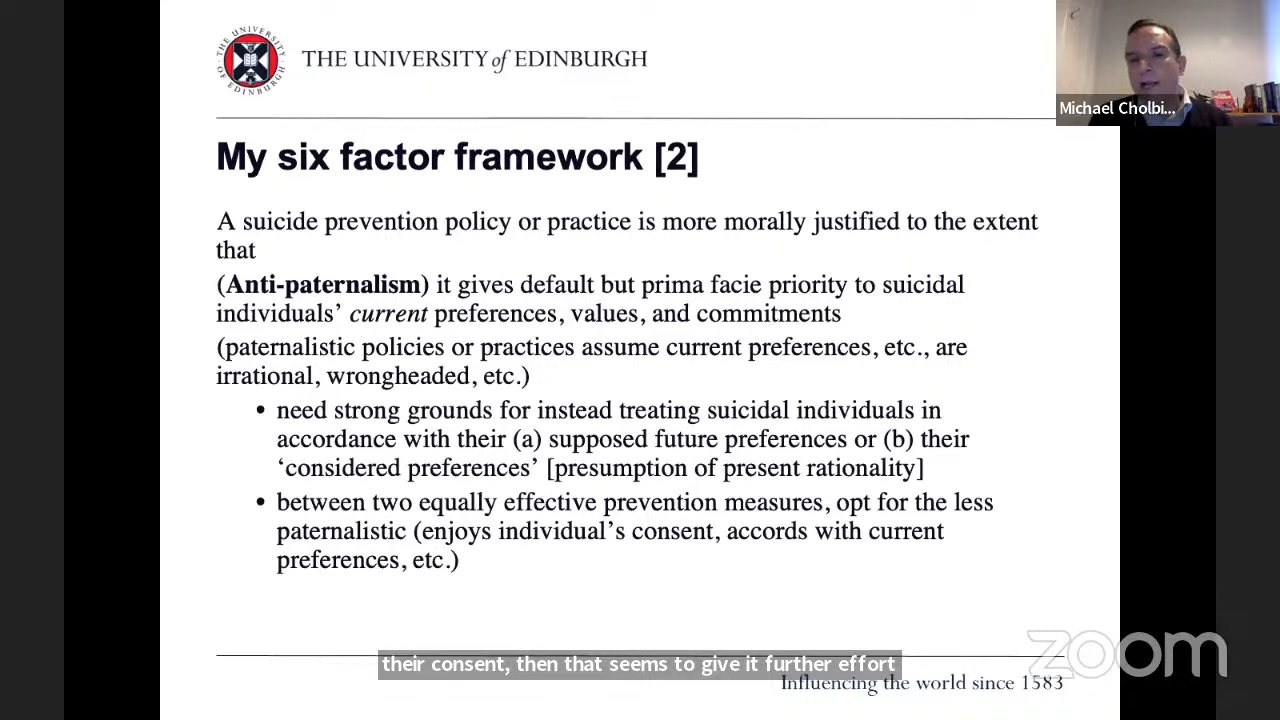 THE UNIVERSITY of EDINBURGH
Michael Cholbi...
My six factor framework [2]
A suicide prevention policy or practice is more morally justified to the extent
that
(Anti-paternalism) it gives default but prima facie priority to suicidal
individuals’ current preferences, values, and commitments
(paternalistic policies or practices assume current preferences, etc., are
irrational, wrongheaded, etc.)
• need strong grounds for instead treating suicidal individuals in
accordance with their (a) supposed future preferences or (b) their
‘considered preferences’ [presumption of present rationality]
• between two equally effective prevention measures, opt for the less
paternalistic (enjoys individual’s consent, accords with current
preferences, etc.)
zoom
their consent, then that seems to give it further effort
Influencing the world since 1583